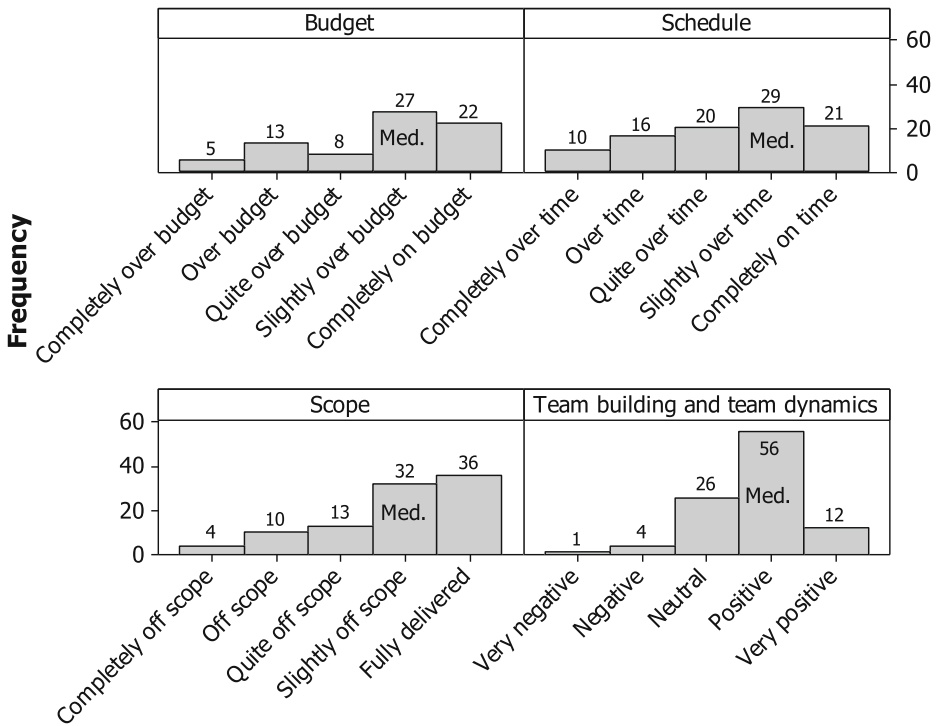 Budget
Schedule
60
40
20
0
5
13
8
27
22
Med.
10
16
20
29
21
Med.
Completely over budget
Over budget
Quite over budget
Slightly over budget
Completely on budget
Completely over time
Over time
Quite over time
Slightly over time
Completely on time
Frequency
Scope
Team building and team dynamics
60
40
20
0
4
10
13
32
36
Med.
1
4
26
56
12
Med.
Completely off scope
Off scope
Quite off scope
Slightly off scope
Fully delivered
Very negative
Negative
Neutral
Positive
Very positive